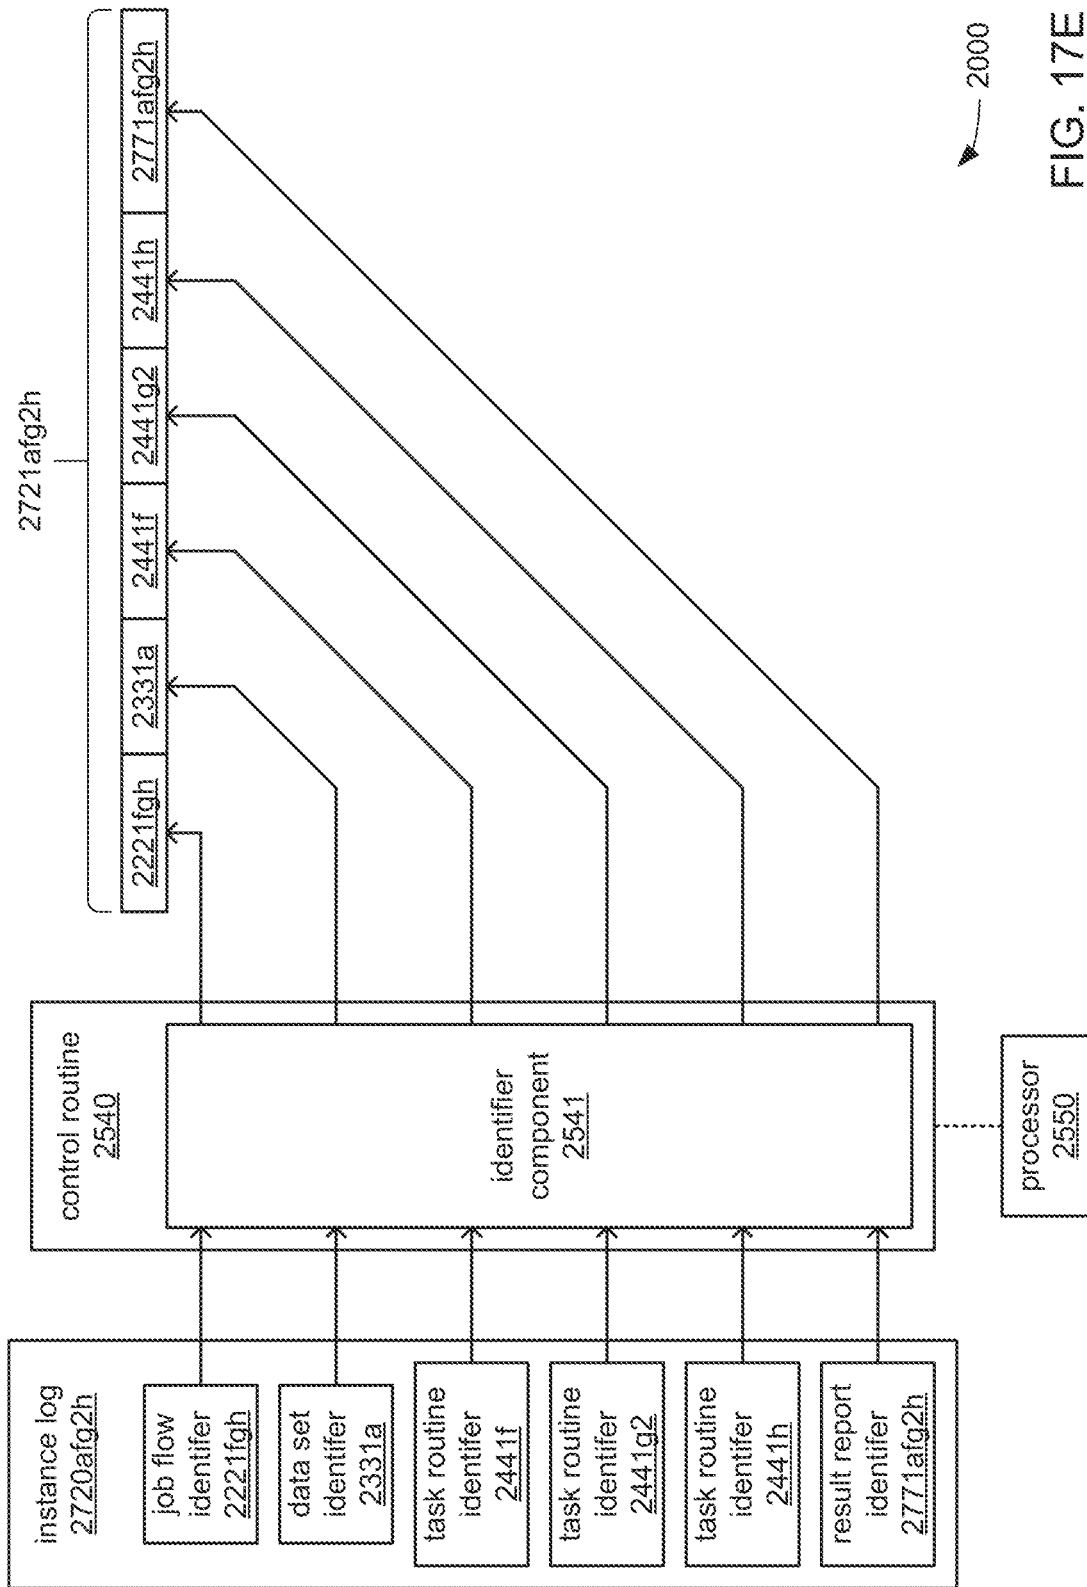 instance log
2720afg2h
job flow
identifer
2221fgh
data set
identifer
2331a
task routine
identifer
2441f
task routine
identifer
2441g2
task routine
identifer
2441h
result report
identifer
2771afg2h
control routine
2540
identifier
component
2541
processor
2550
2721afg2h
2221fgh
2331a
2441f
2441g2
2441h
2771afg2h
2000
FIG. 17E